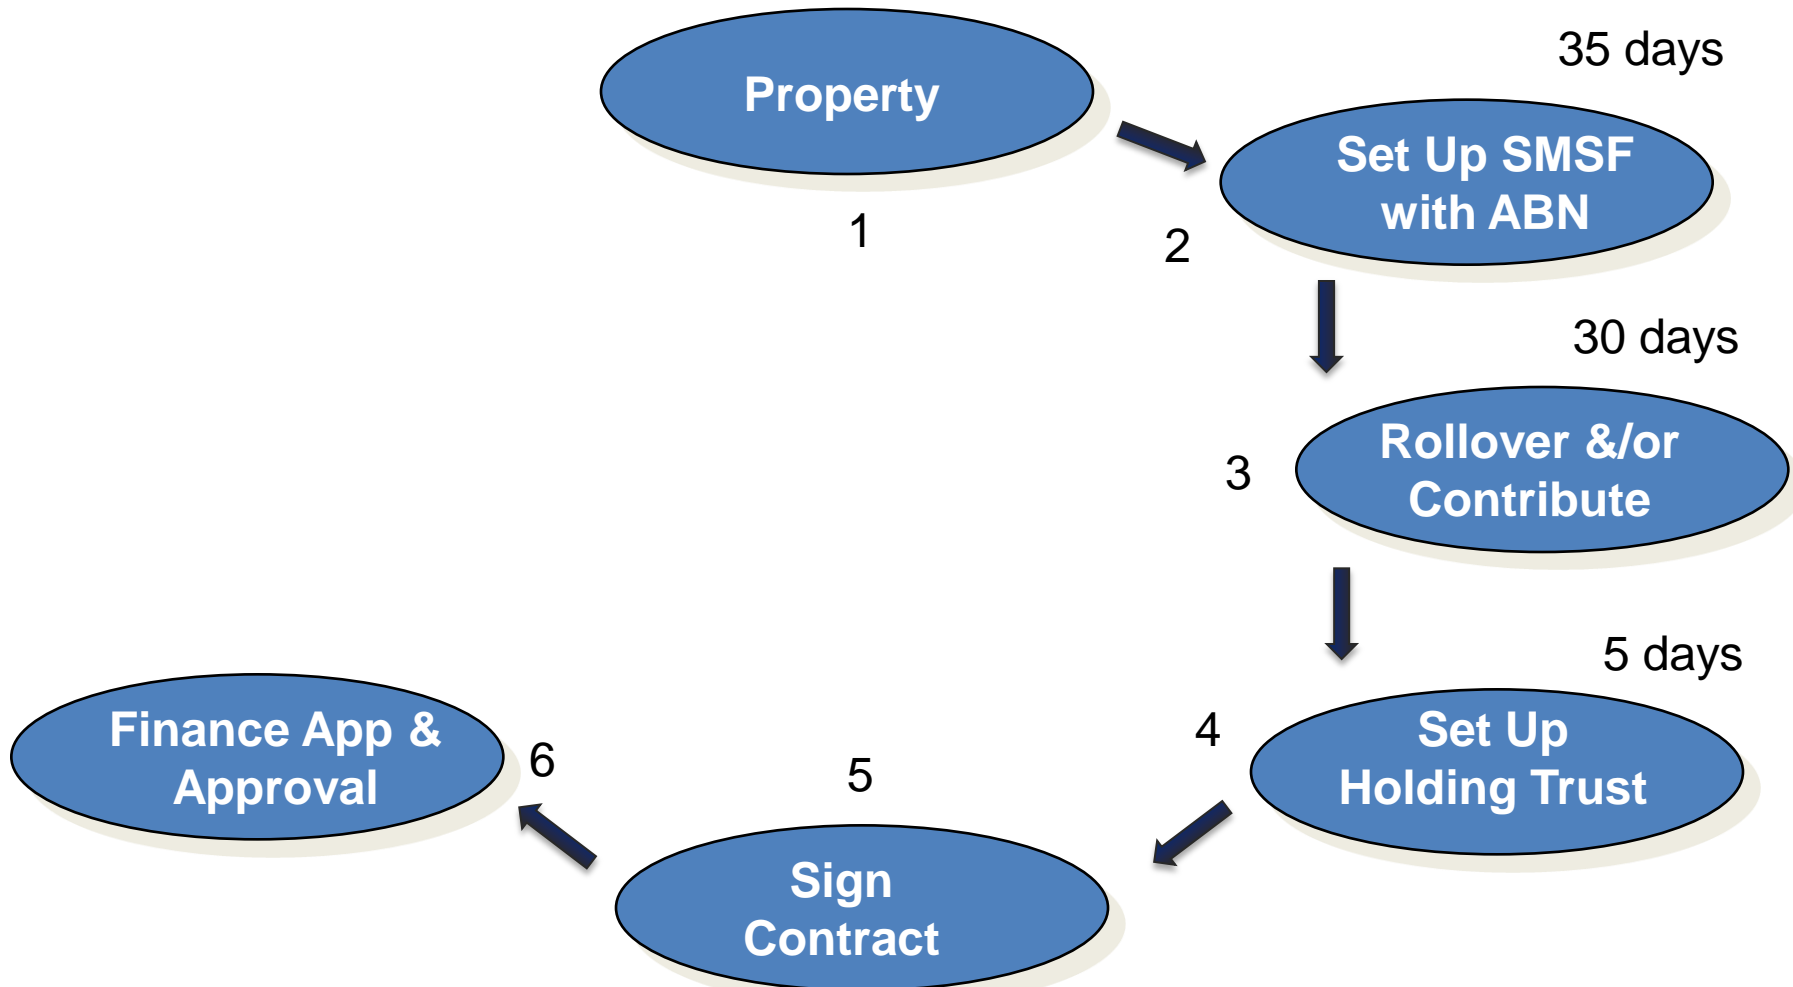 Property
1
35 days
2
Set Up SMSF
with ABN
30 days
3
Rollover &/or
Contribute
5 days
4
Set Up
Holding Trust
5
Sign
Contract
6
Finance App &
Approval